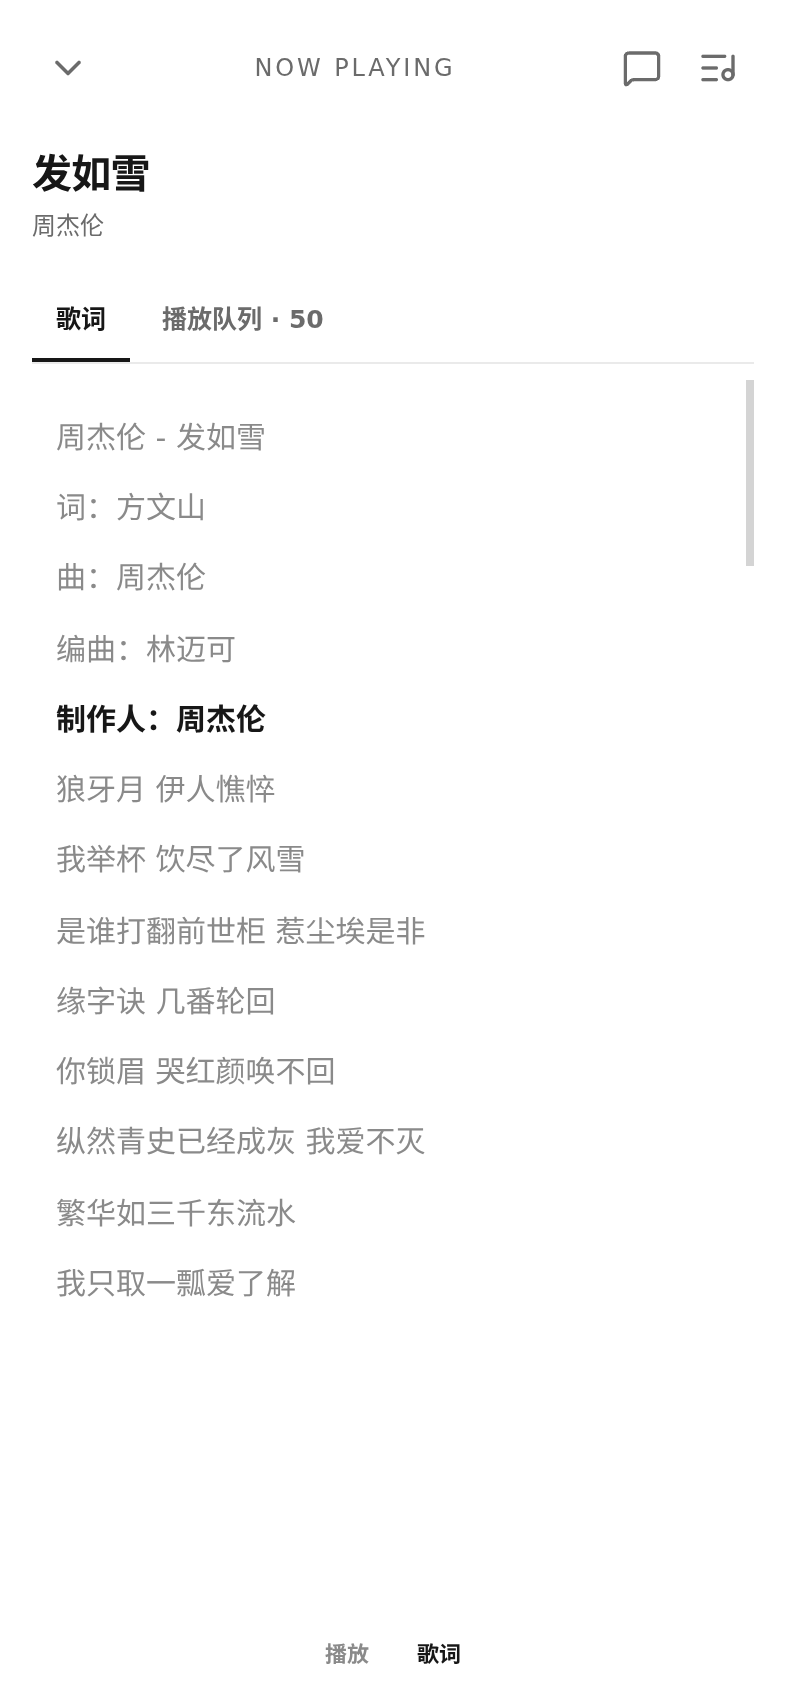 NOW PLAYING
发如雪
周杰伦
歌词 播放队列 · 50
周杰伦 - 发如雪
词：方文山
曲：周杰伦
编曲：林迈可
制作人：周杰伦
狼牙月 伊人憔悴
我举杯 饮尽了风雪
是谁打翻前世柜 惹尘埃是非
缘字诀 几番轮回
你锁眉 哭红颜唤不回
纵然青史已经成灰 我爱不灭
繁华如三千东流水
我只取一瓢爱了解
播放 歌词